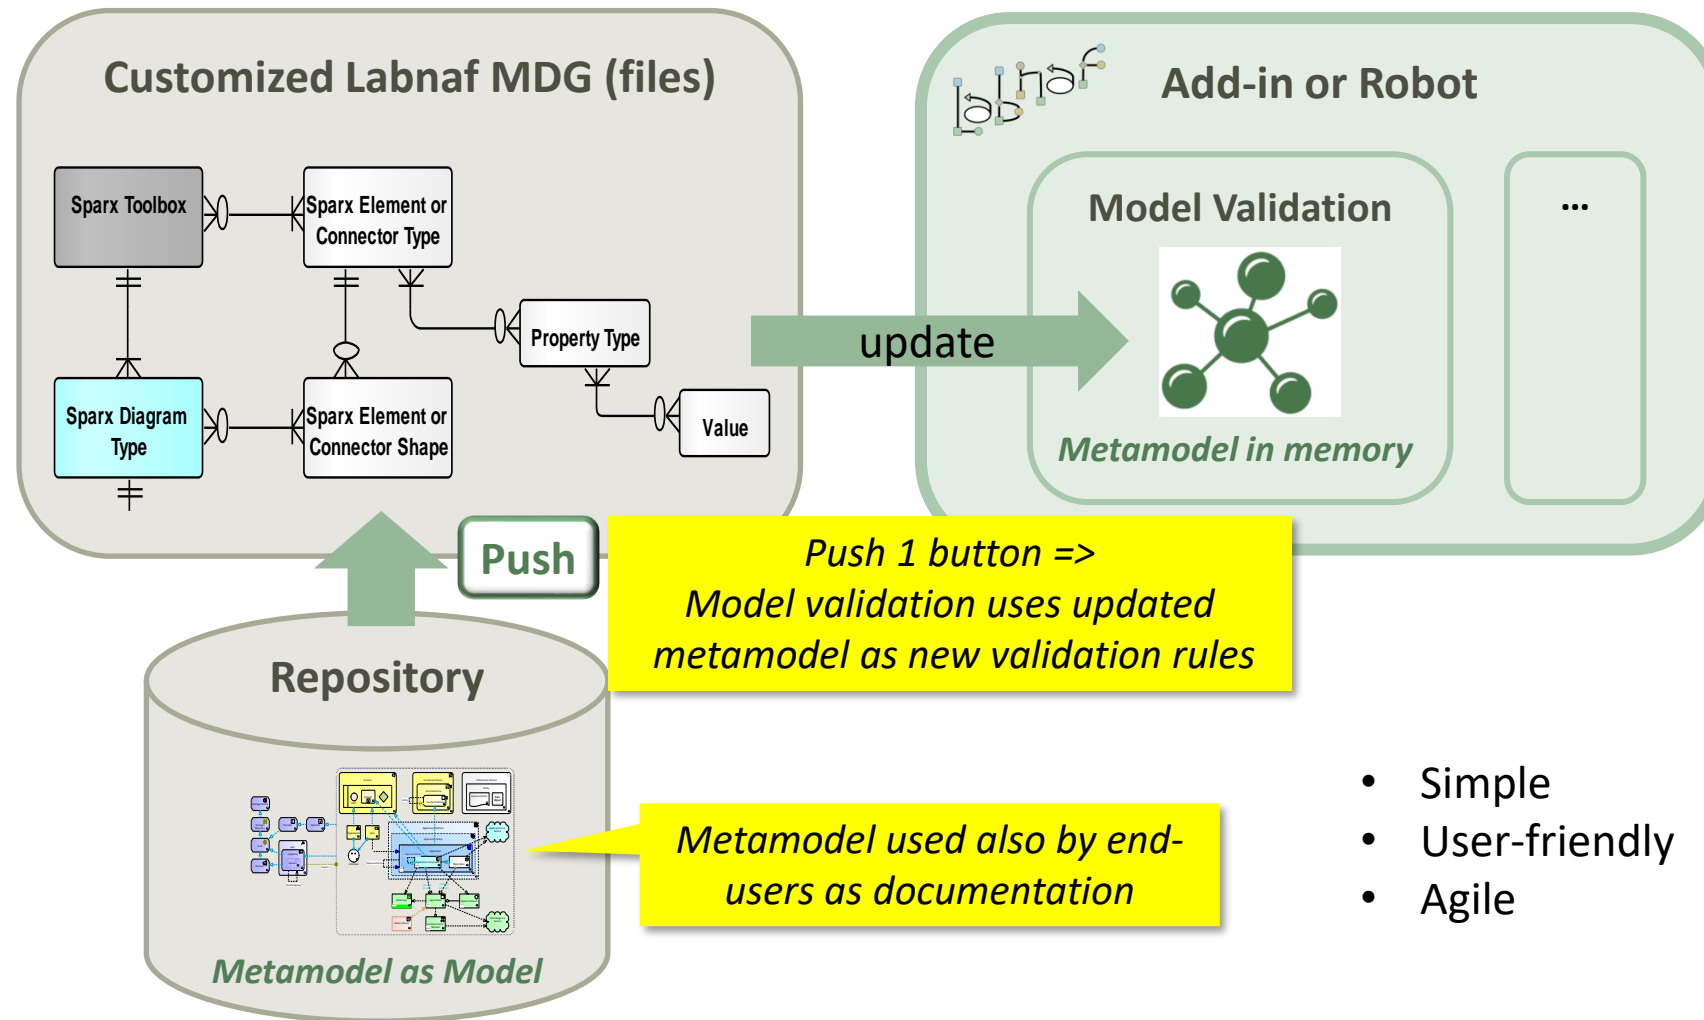 Customized Labnaf MDG (files)
Sparx Toolbox
Sparx Element or
Connector Type
Property Type
Value
Sparx Diagram
Type
Sparx Element or
Connector Shape
labnaf
Add-in or Robot
Model Validation
Metamodel in memory
...
update
Push
Push 1 button =>
Model validation uses updated
metamodel as new validation rules
Repository
Metamodel as Model
Metamodel used also by end-
users as documentation
• Simple
• User-friendly
• Agile